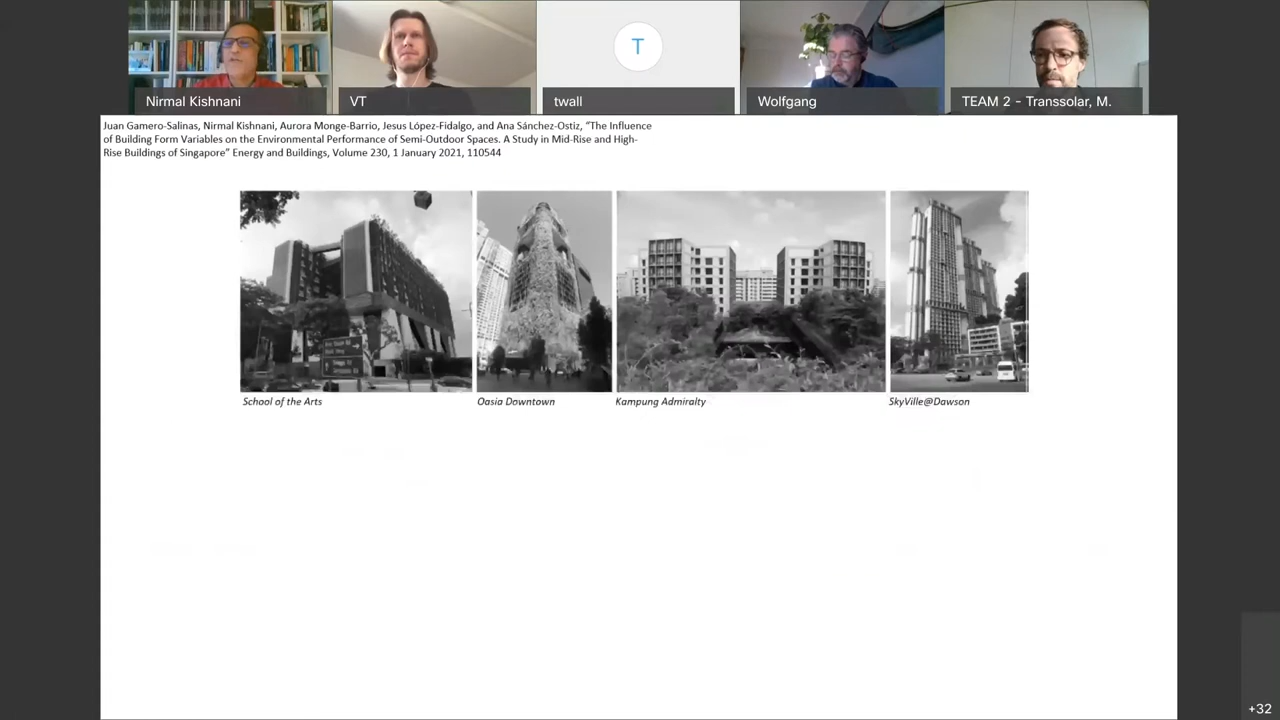 Nirmal Kishnani
VT
T
twall
Wolfgang
TEAM 2 - Transsolar, M.
Juan Gamero-Salinas, Nirmal Kishnani, Aurora Monge-Barrio, Jesus López-Fidalgo, and Ana Sánchez-Ostiz, “The Influence
of Building Form Variables on the Environmental Performance of Semi-Outdoor Spaces. A Study in Mid-Rise and High-
Rise Buildings of Singapore” Energy and Buildings, Volume 230, 1 January 2021, 110544
School of the Arts
Oasia Downtown
Kampung Admiralty
SkyVille@Dawson
+32